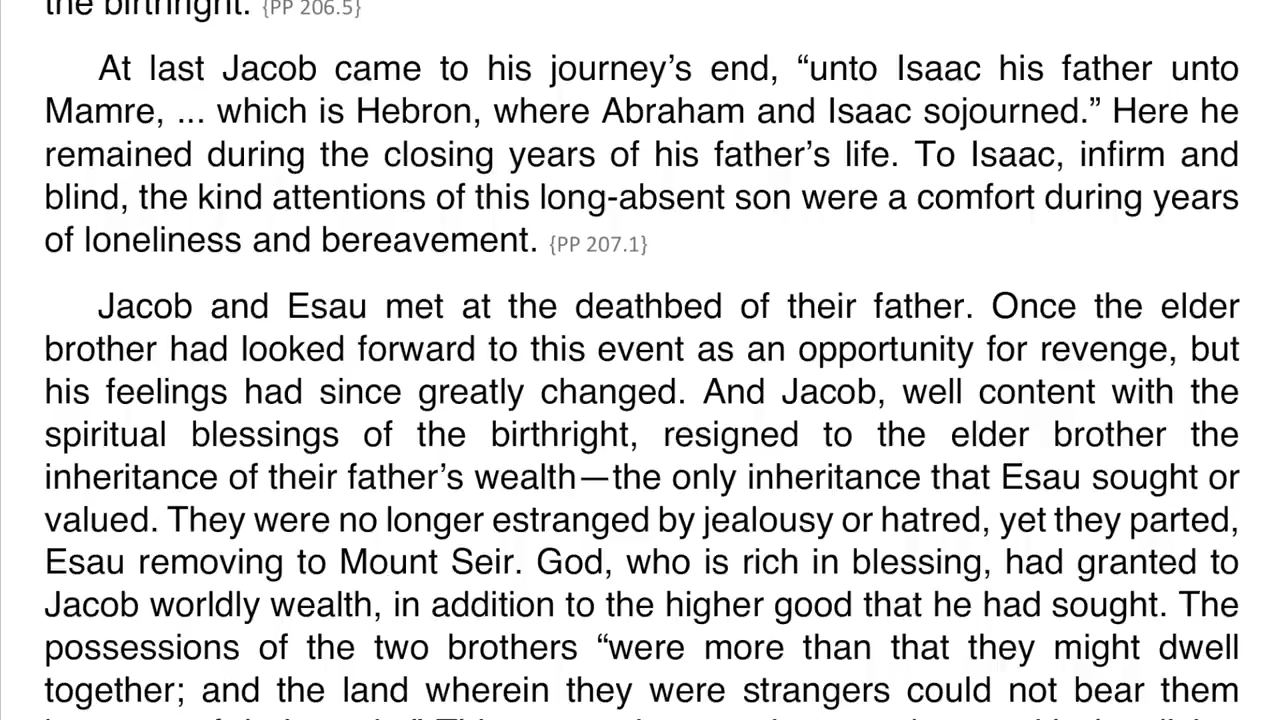 the birthright. {PP 206.5}
At last Jacob came to his journey’s end, “unto Isaac his father unto
Mamre, ... which is Hebron, where Abraham and Isaac sojourned.” Here he
remained during the closing years of his father’s life. To Isaac, infirm and
blind, the kind attentions of this long-absent son were a comfort during years
of loneliness and bereavement. {PP 207.1}
Jacob and Esau met at the deathbed of their father. Once the elder
brother had looked forward to this event as an opportunity for revenge, but
his feelings had since greatly changed. And Jacob, well content with the
spiritual blessings of the birthright, resigned to the elder brother the
inheritance of their father’s wealth—the only inheritance that Esau sought or
valued. They were no longer estranged by jealousy or hatred, yet they parted,
Esau removing to Mount Seir. God, who is rich in blessing, had granted to
Jacob worldly wealth, in addition to the higher good that he had sought. The
possessions of the two brothers “were more than that they might dwell
together; and the land wherein they were strangers could not bear them